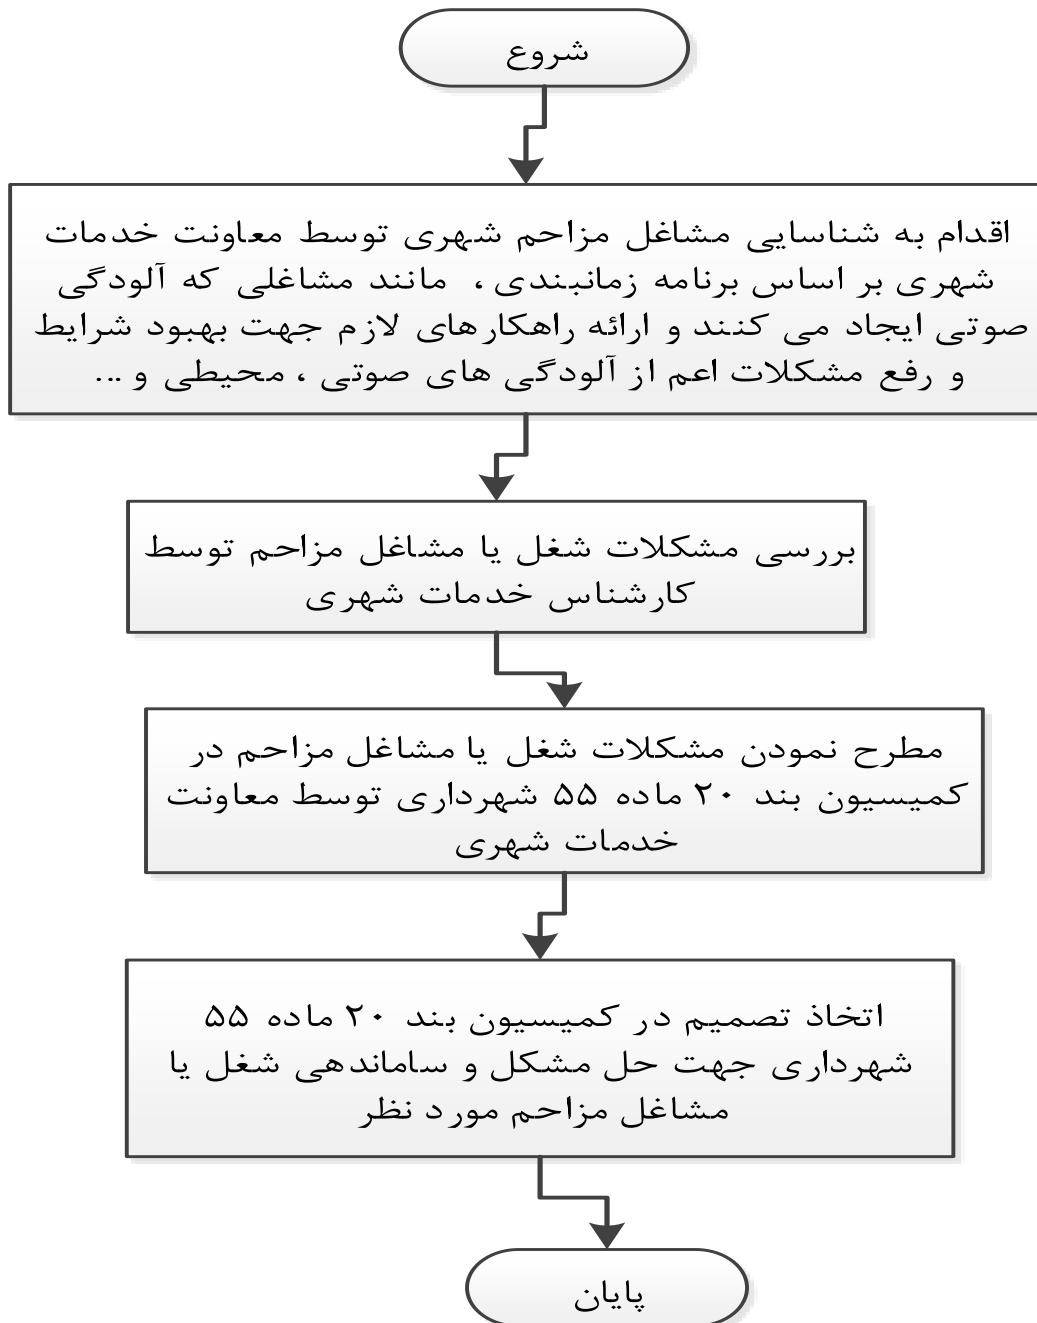 شروع
اقدام به شناسایی مشاغل مزاحم شهری توسط معاونت خدمات
شهری بر اساس برنامه زمانبندی ، مانند مشاغلی که آلودگی
صوتی ایجاد می کنند و ارائه راهکارهای لازم جهت بهبود شرایط
و رفع مشکلات اعم از آلودگی های صوتی ، محیطی و ...
بررسی مشکلات شغل یا مشاغل مزاحم توسط
کارشناس خدمات شهری
مطرح نمودن مشکلات شغل یا مشاغل مزاحم در
کمیسیون بند ۲۰ ماده ۵۵ شهرداری توسط معاونت
خدمات شهری
اتخاذ تصمیم در کمیسیون بند ۲۰ ماده ۵۵
شهرداری جهت حل مشکل و ساماندهی شغل یا
مشاغل مزاحم مورد نظر
پایان